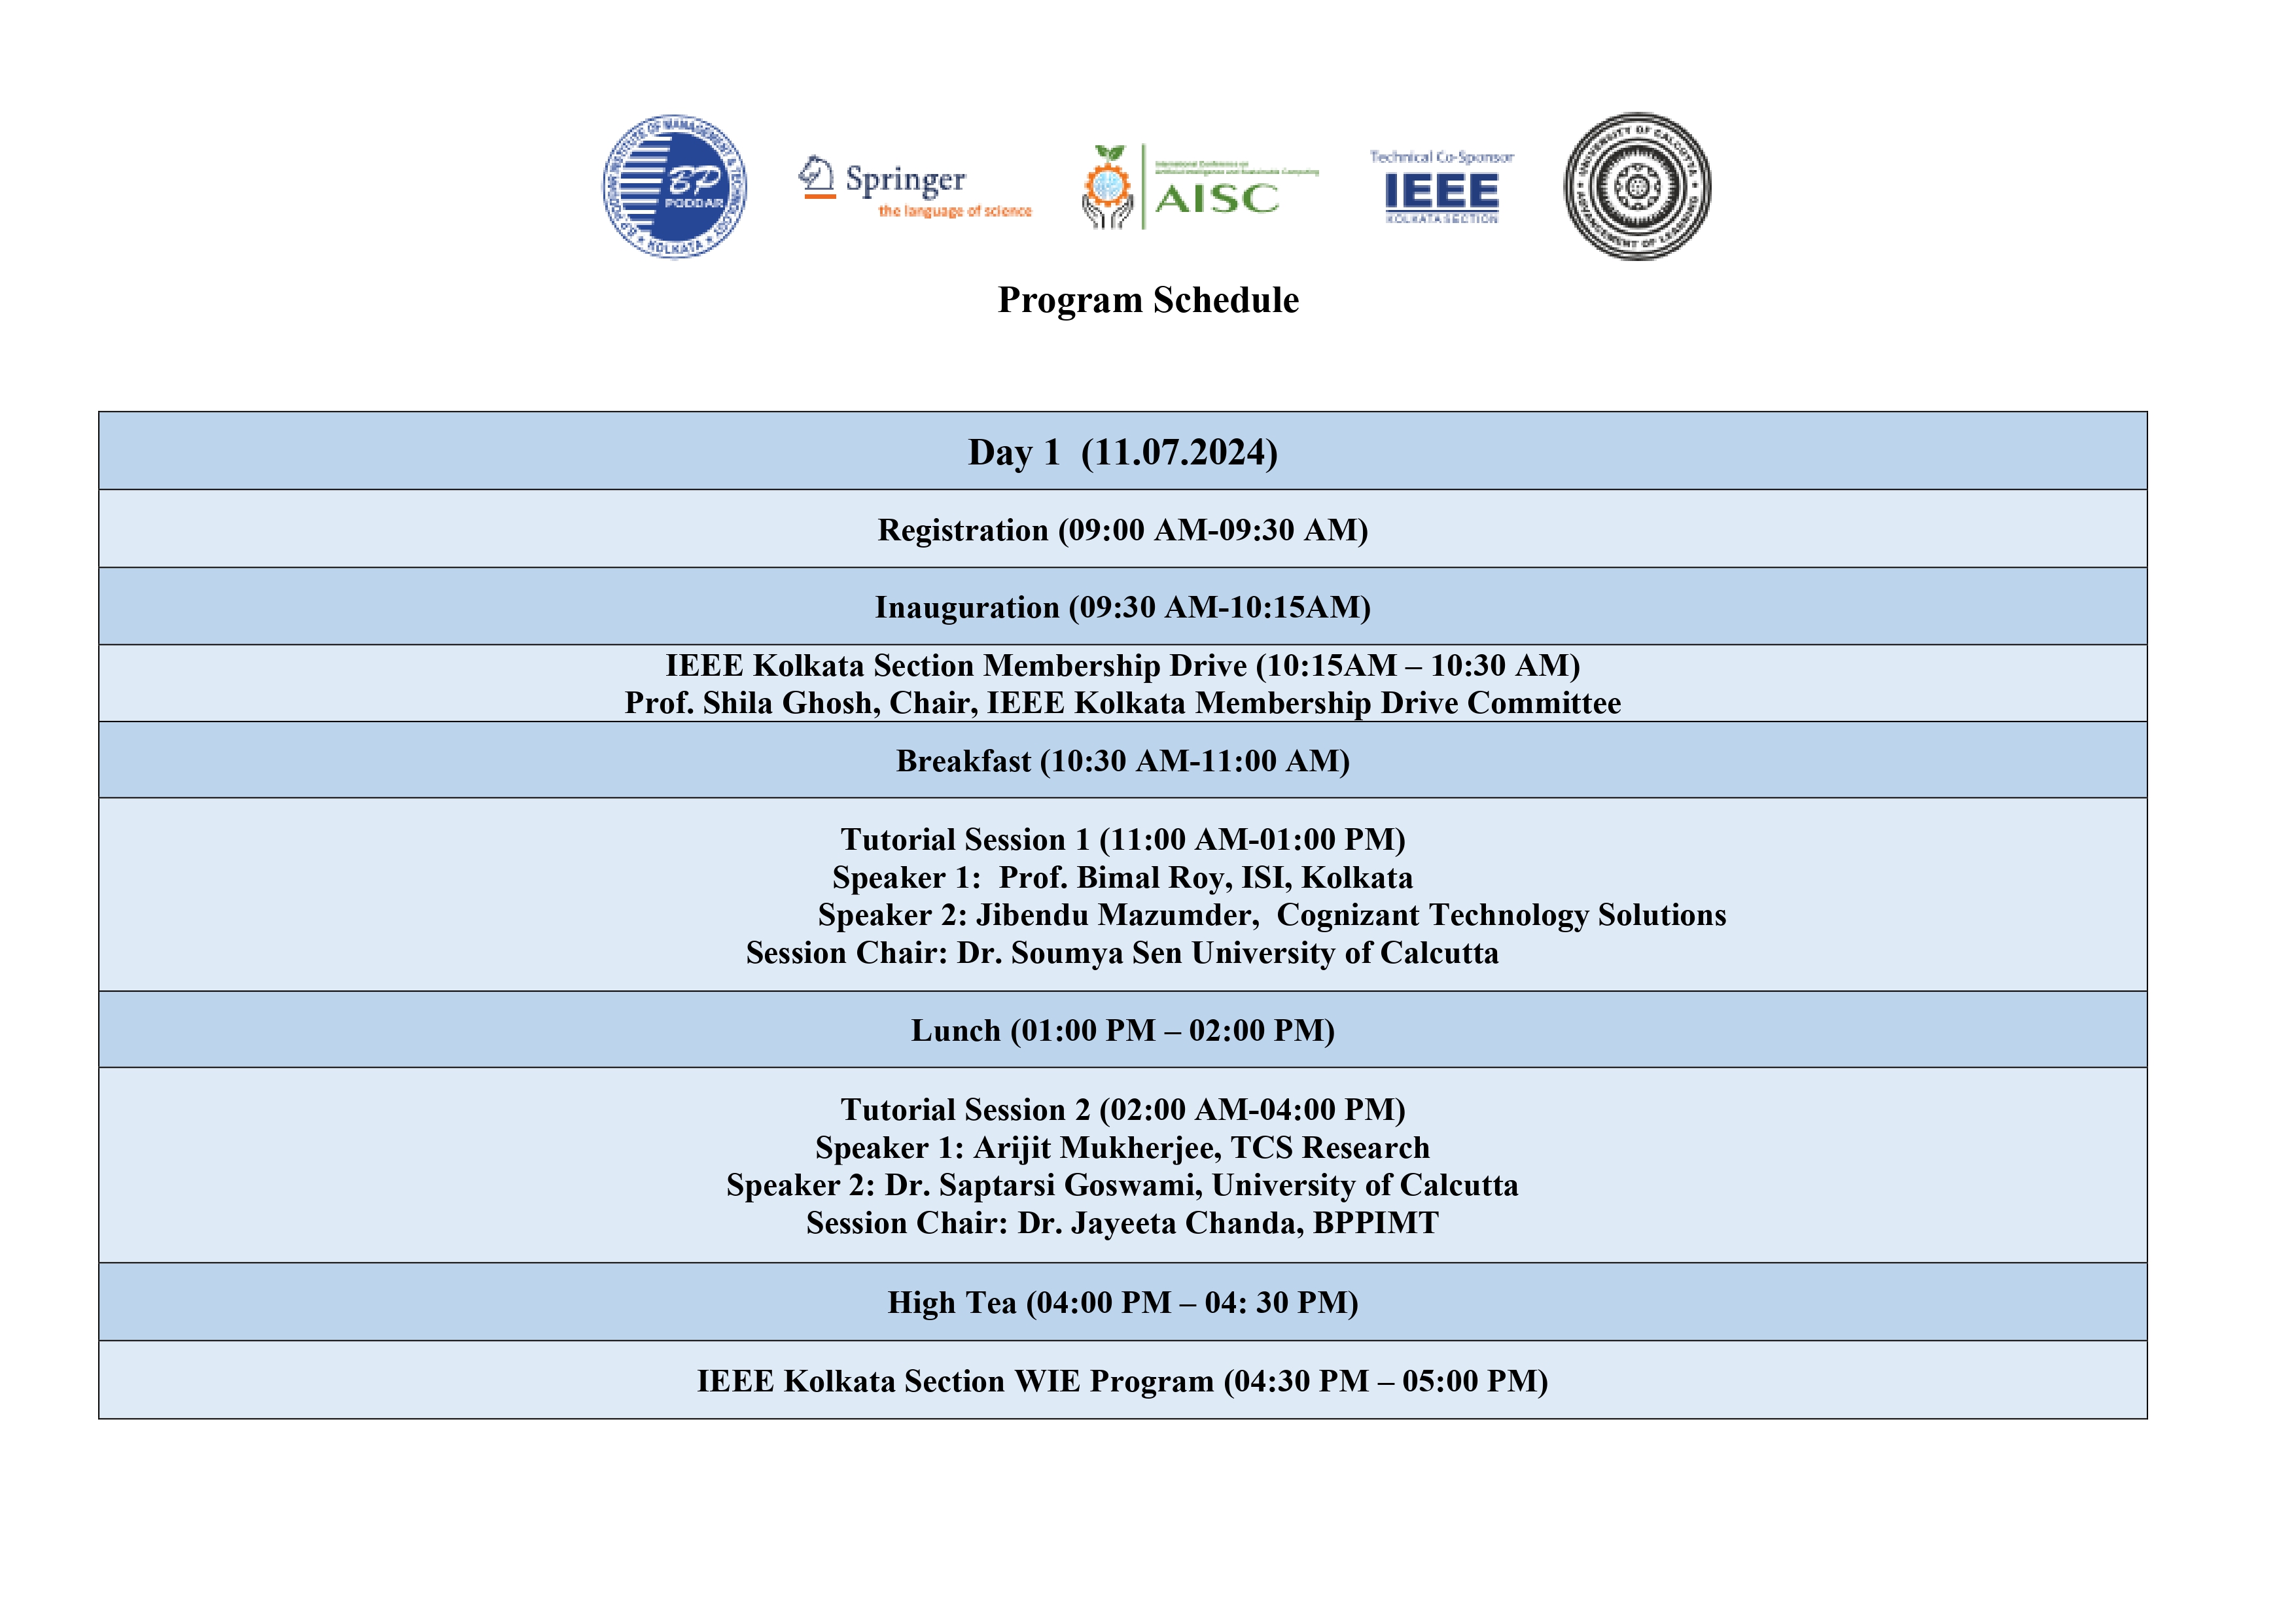 B.P. PODDAR INSTITUTE OF MANAGEMENT & TECHNOLOGY
BP
PODDAR
★ KOLKATA ★
Springer
the language of science
International Conference on
Artificial Intelligence and Sustainable Computing
AISC
Technical Co-Sponsor
IEEE
KOLKATA SECTION
UNIVERSITY OF CALCUTTA
ADVANCEMENT OF LEARNING
Program Schedule
Day 1  (11.07.2024)
Registration (09:00 AM-09:30 AM)
Inauguration (09:30 AM-10:15AM)
IEEE Kolkata Section Membership Drive (10:15AM – 10:30 AM)
Prof. Shila Ghosh, Chair, IEEE Kolkata Membership Drive Committee
Breakfast (10:30 AM-11:00 AM)
Tutorial Session 1 (11:00 AM-01:00 PM)
Speaker 1:  Prof. Bimal Roy, ISI, Kolkata
Speaker 2: Jibendu Mazumder,  Cognizant Technology Solutions
Session Chair: Dr. Soumya Sen University of Calcutta
Lunch (01:00 PM – 02:00 PM)
Tutorial Session 2 (02:00 AM-04:00 PM)
Speaker 1: Arijit Mukherjee, TCS Research
Speaker 2: Dr. Saptarsi Goswami, University of Calcutta
Session Chair: Dr. Jayeeta Chanda, BPPIMT
High Tea (04:00 PM – 04: 30 PM)
IEEE Kolkata Section WIE Program (04:30 PM – 05:00 PM)